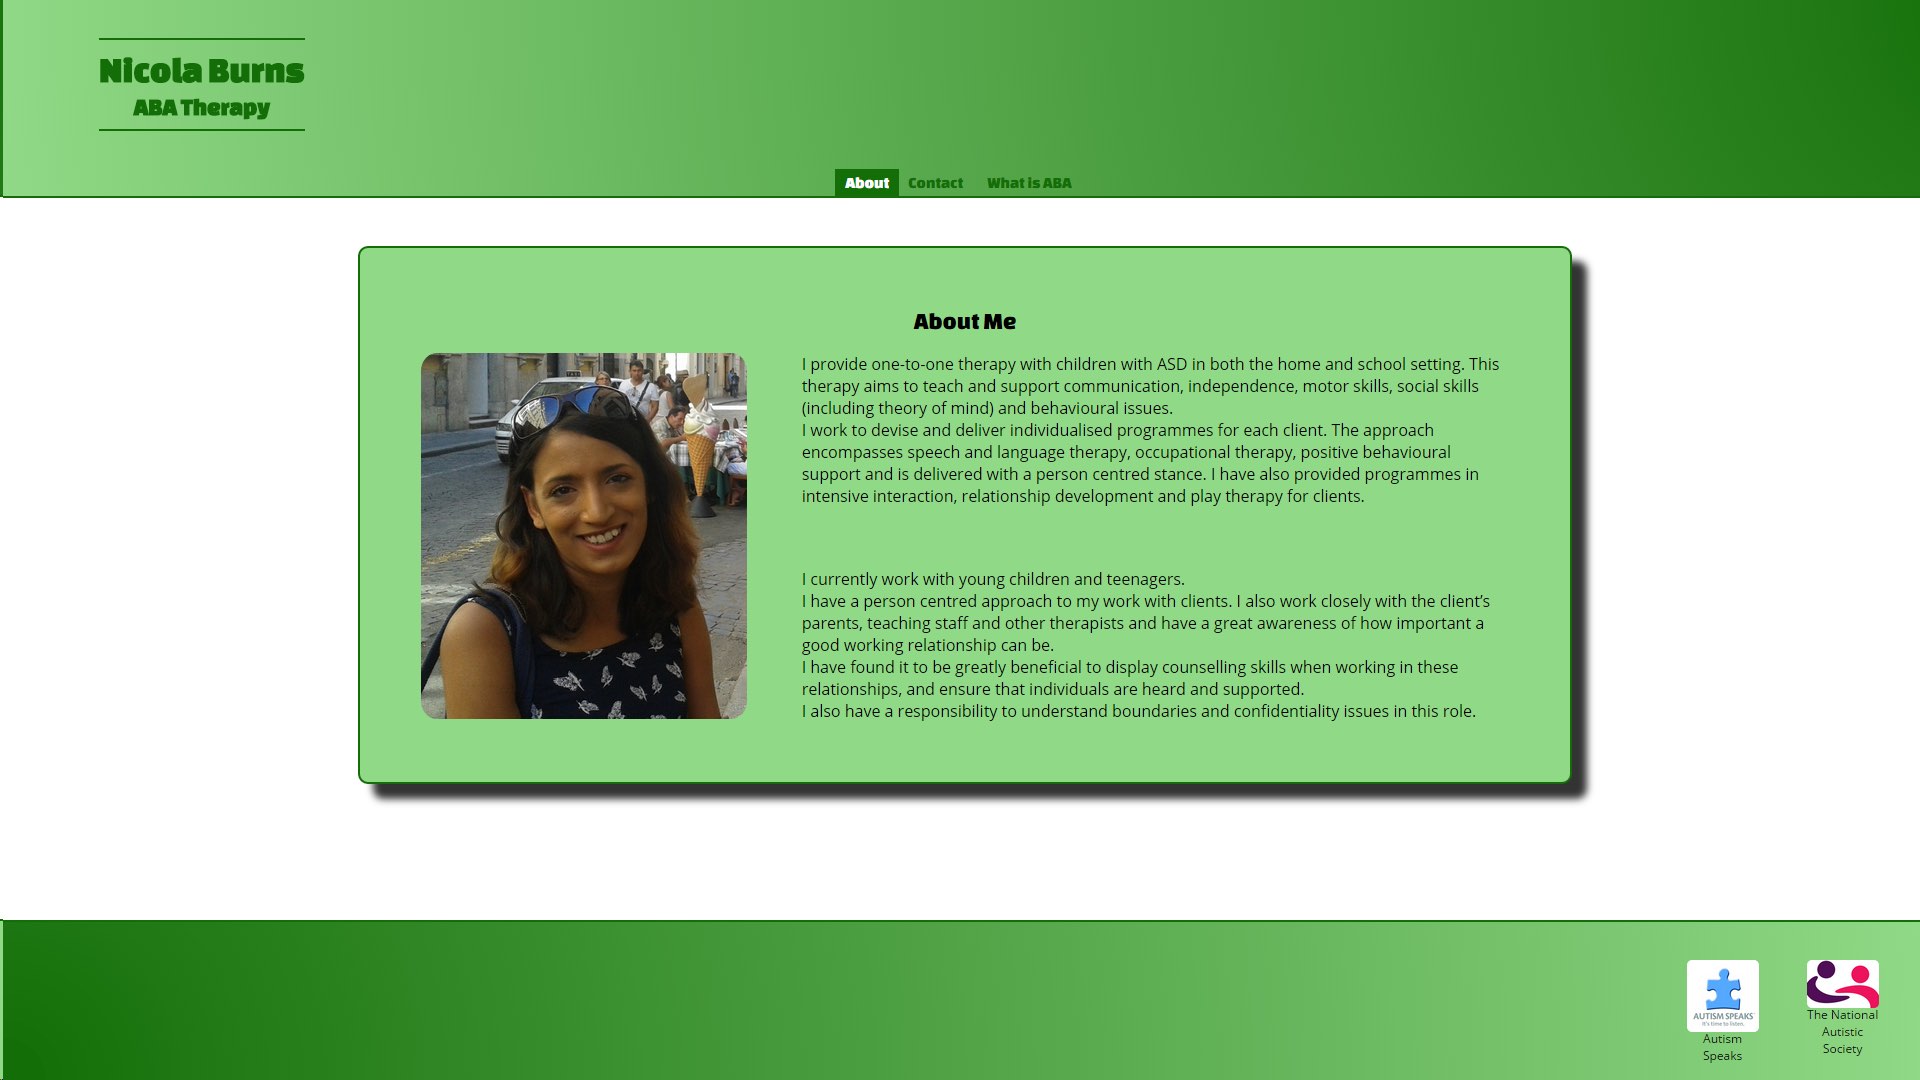 Nicola Burns
ABA Therapy
About
Contact
What is ABA
About Me
I provide one-to-one therapy with children with ASD in both the home and school setting. This
therapy aims to teach and support communication, independence, motor skills, social skills
(including theory of mind) and behavioural issues.
I work to devise and deliver individualised programmes for each client. The approach
encompasses speech and language therapy, occupational therapy, positive behavioural
support and is delivered with a person centred stance. I have also provided programmes in
intensive interaction, relationship development and play therapy for clients.
I currently work with young children and teenagers.
I have a person centred approach to my work with clients. I also work closely with the client’s
parents, teaching staff and other therapists and have a great awareness of how important a
good working relationship can be.
I have found it to be greatly beneficial to display counselling skills when working in these
relationships, and ensure that individuals are heard and supported.
I also have a responsibility to understand boundaries and confidentiality issues in this role.
AUTISM SPEAKS
It's time to listen.
Autism
Speaks
The National
Autistic
Society